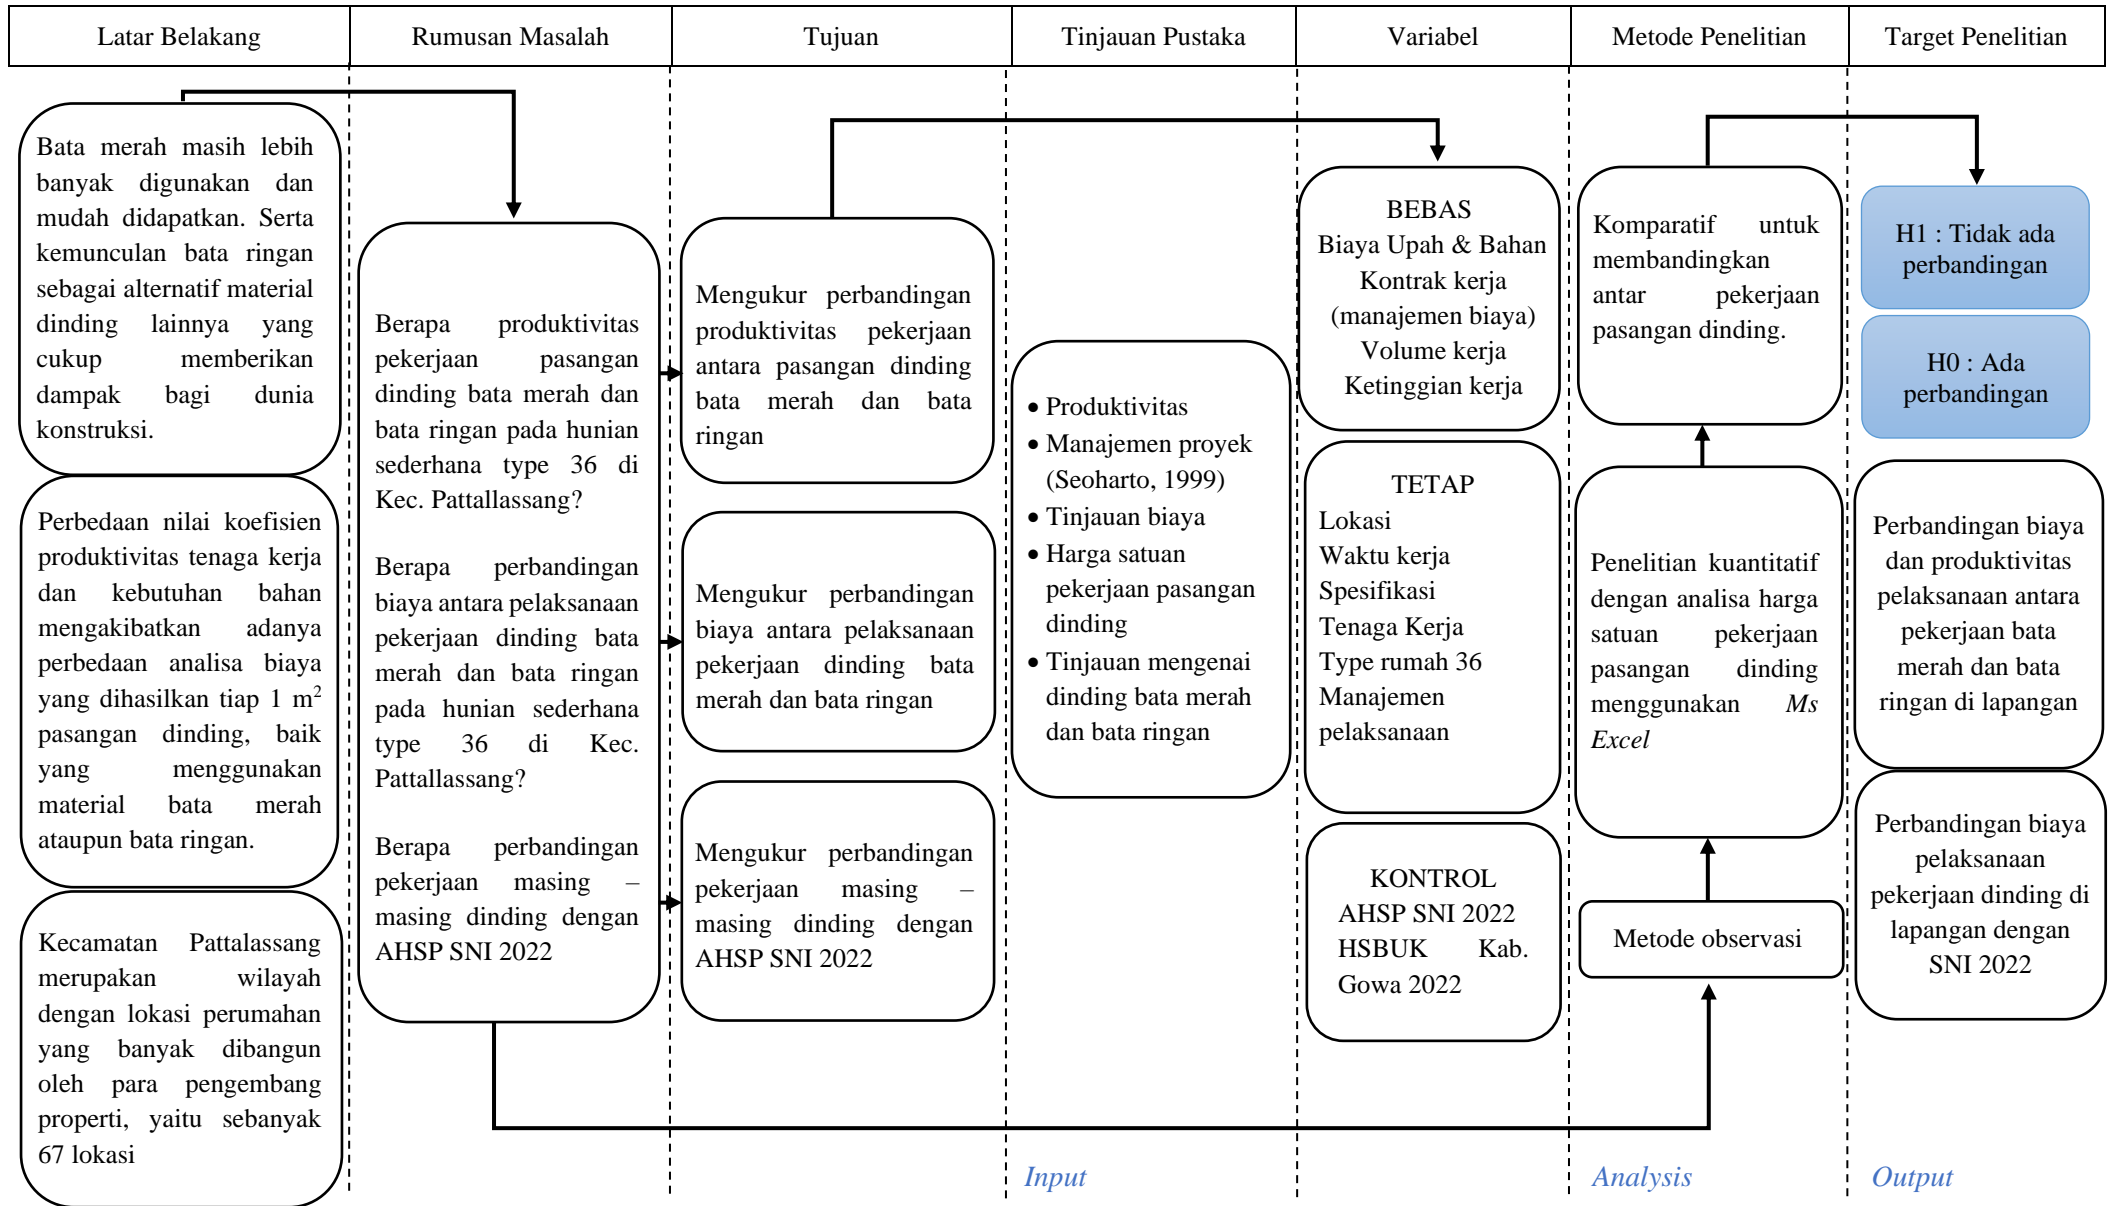 Latar Belakang
Rumusan Masalah
Tujuan
Tinjauan Pustaka
Variabel
Metode Penelitian
Target Penelitian
Bata merah masih lebih
banyak digunakan dan
mudah didapatkan. Serta
kemunculan bata ringan
sebagai alternatif material
dinding lainnya yang
cukup memberikan
dampak bagi dunia
konstruksi.
Perbedaan nilai koefisien
produktivitas tenaga kerja
dan kebutuhan bahan
mengakibatkan adanya
perbedaan analisa biaya
yang dihasilkan tiap 1 m²
pasangan dinding, baik
yang menggunakan
material bata merah
ataupun bata ringan.
Kecamatan Pattalassang
merupakan wilayah
dengan lokasi perumahan
yang banyak dibangun
oleh para pengembang
properti, yaitu sebanyak
67 lokasi
Berapa produktivitas
pekerjaan pasangan
dinding bata merah dan
bata ringan pada hunian
sederhana type 36 di
Kec. Pattallassang?
Berapa perbandingan
biaya antara pelaksanaan
pekerjaan dinding bata
merah dan bata ringan
pada hunian sederhana
type 36 di Kec.
Pattallassang?
Berapa perbandingan
pekerjaan masing –
masing dinding dengan
AHSP SNI 2022
Mengukur perbandingan
produktivitas pekerjaan
antara pasangan dinding
bata merah dan bata
ringan
Mengukur perbandingan
biaya antara pelaksanaan
pekerjaan dinding bata
merah dan bata ringan
Mengukur perbandingan
pekerjaan masing –
masing dinding dengan
AHSP SNI 2022
• Produktivitas
• Manajemen proyek
(Seoharto, 1999)
• Tinjauan biaya
• Harga satuan
pekerjaan pasangan
dinding
• Tinjauan mengenai
dinding bata merah
dan bata ringan
Input
BEBAS
Biaya Upah & Bahan
Kontrak kerja
(manajemen biaya)
Volume kerja
Ketinggian kerja
TETAP
Lokasi
Waktu kerja
Spesifikasi
Tenaga Kerja
Type rumah 36
Manajemen
pelaksanaan
KONTROL
AHSP SNI 2022
HSBUK Kab.
Gowa 2022
Komparatif untuk
membandingkan
antar pekerjaan
pasangan dinding.
Penelitian kuantitatif
dengan analisa harga
satuan pekerjaan
pasangan dinding
menggunakan Ms
Excel
Metode observasi
Analysis
H1 : Tidak ada
perbandingan
H0 : Ada
perbandingan
Perbandingan biaya
dan produktivitas
pelaksanaan antara
pekerjaan bata
merah dan bata
ringan di lapangan
Perbandingan biaya
pelaksanaan
pekerjaan dinding di
lapangan dengan
SNI 2022
Output